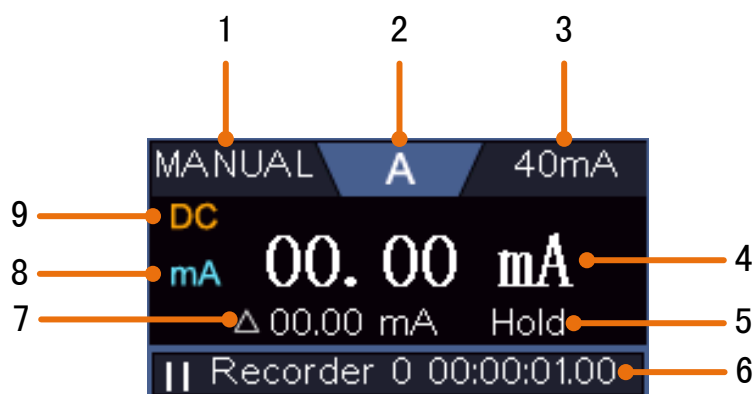 1 2 3
MANUAL A 40mA
9 DC
8 mA 00.00 mA 4
7 △ 00.00 mA Hold 5
|| Recorder 0 00:00:01.00 6